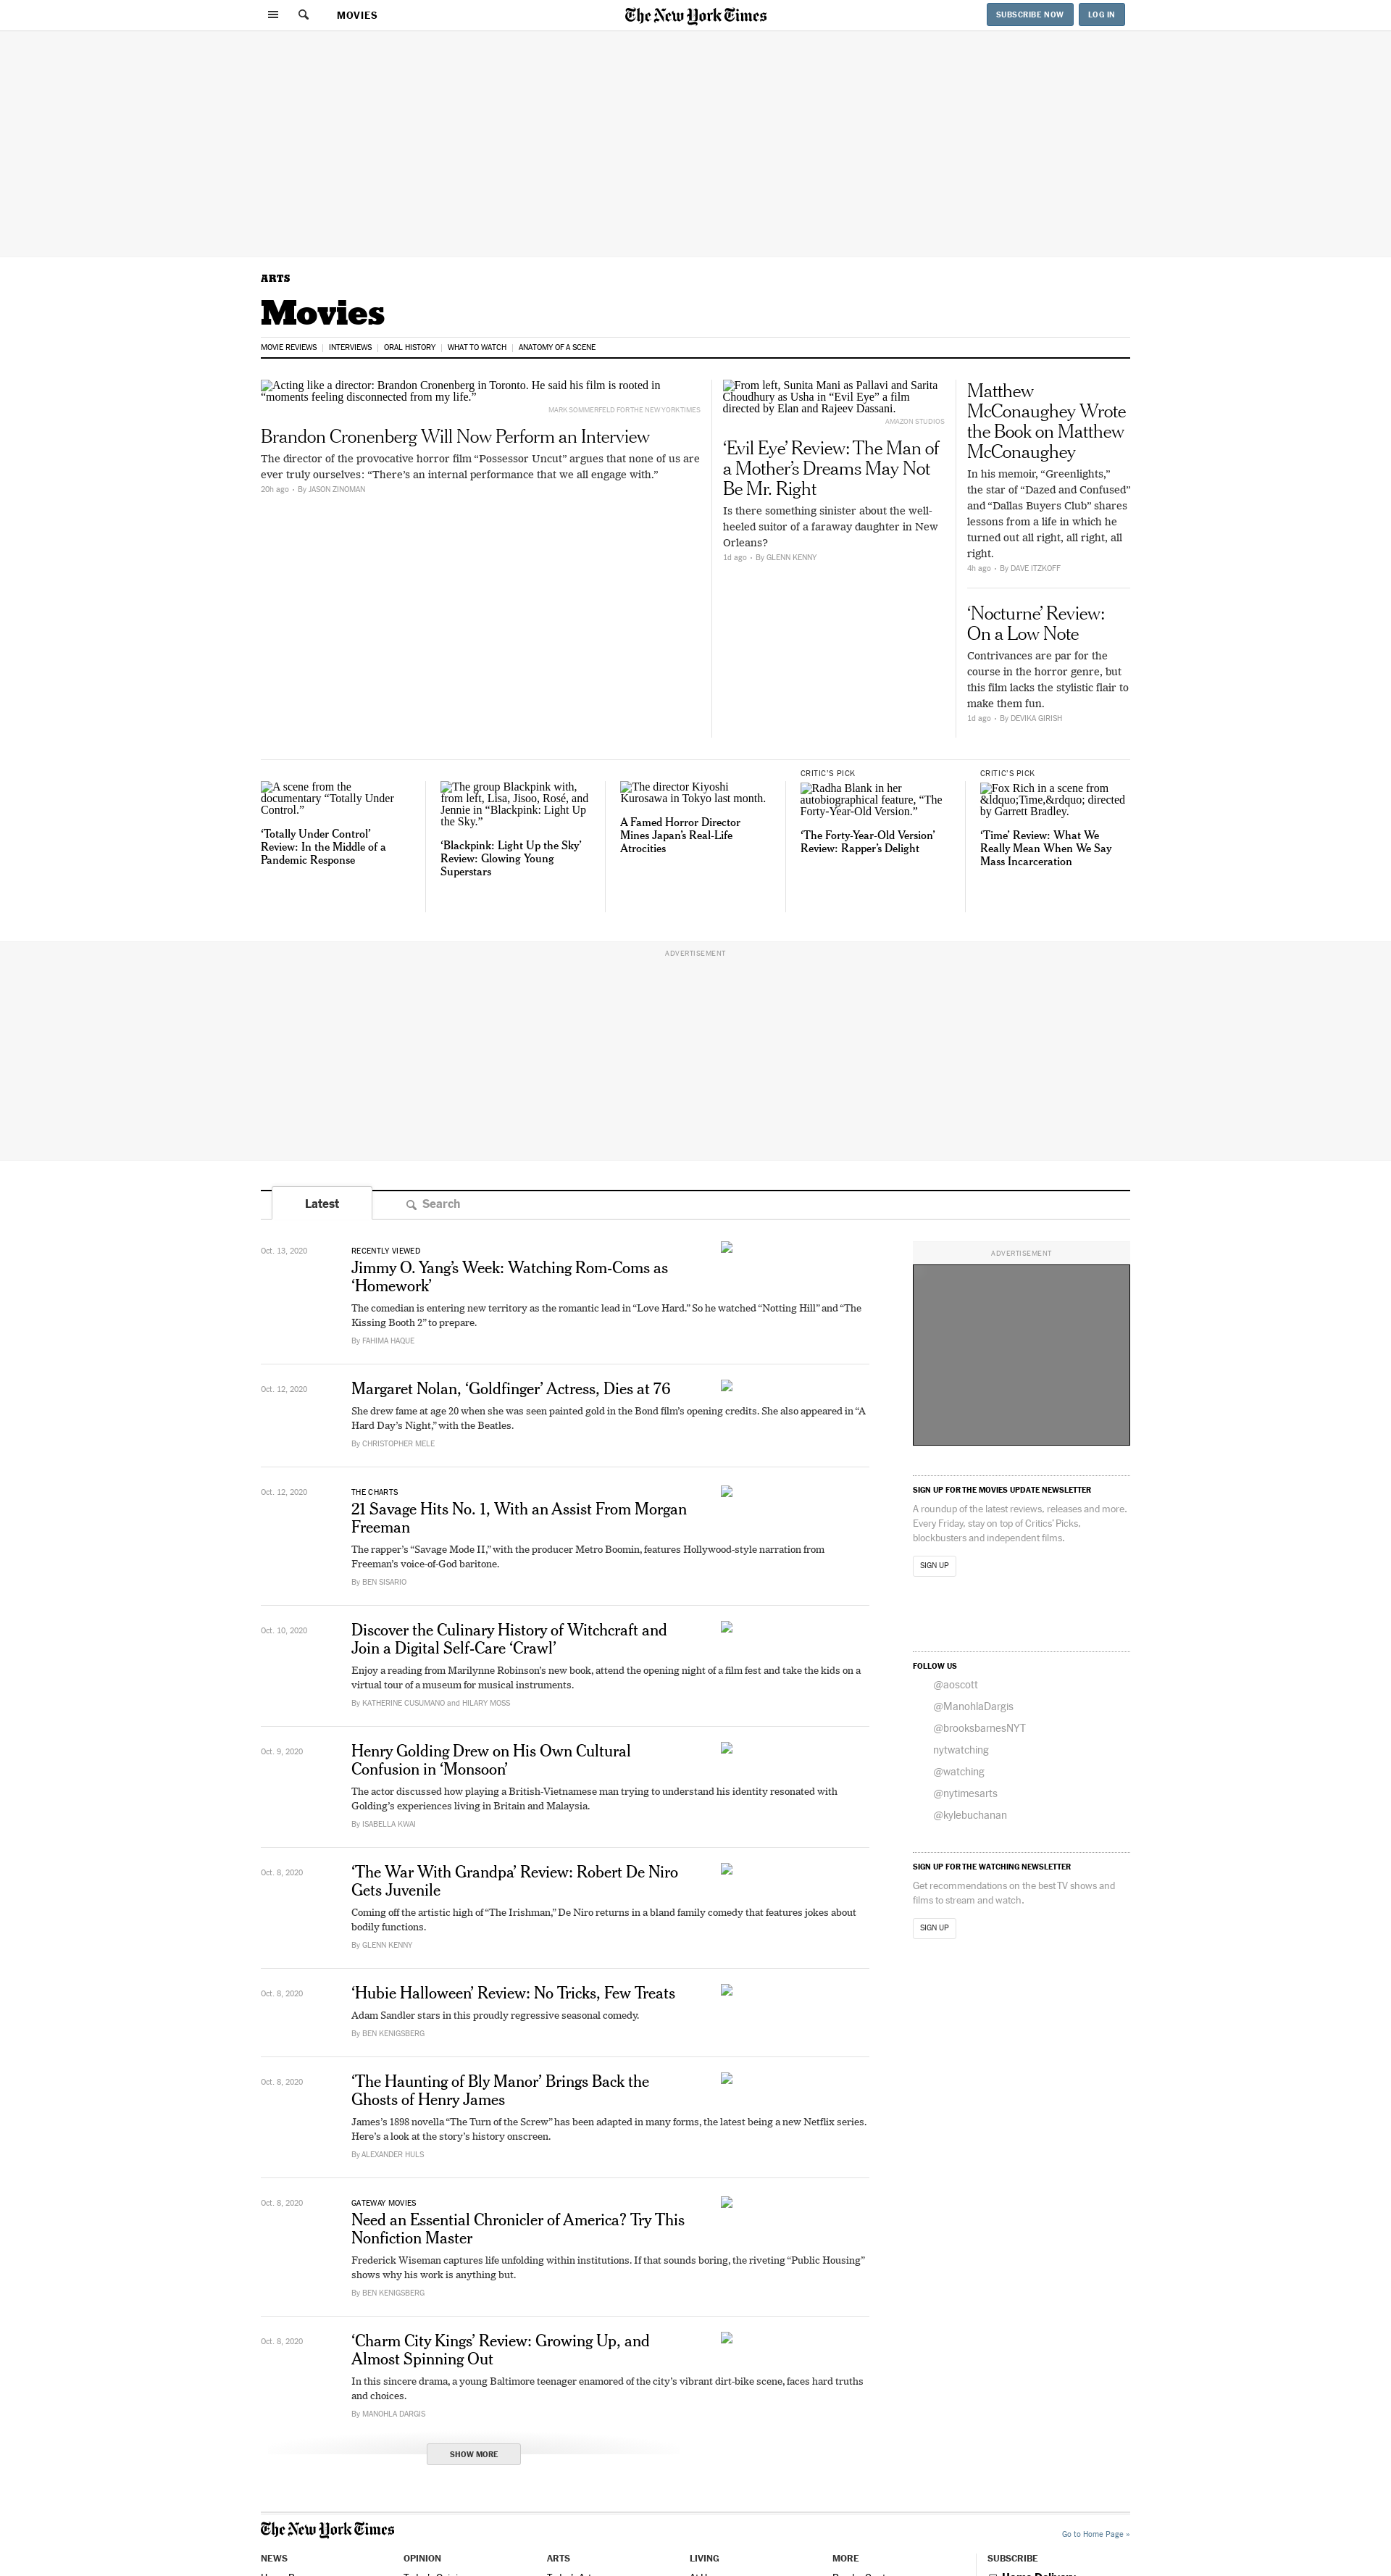 MOVIES
The New York Times
SUBSCRIBE NOW
LOG IN
ARTS
Movies
MOVIE REVIEWS
INTERVIEWS
ORAL HISTORY
WHAT TO WATCH
ANATOMY OF A SCENE
Acting like a director: Brandon Cronenberg in Toronto. He said his film is rooted in
“moments feeling disconnected from my life.”
MARK SOMMERFELD FOR THE NEW YORK TIMES
Brandon Cronenberg Will Now Perform an Interview
The director of the provocative horror film “Possessor Uncut” argues that none of us are
ever truly ourselves: “There’s an internal performance that we all engage with.”
20h ago • By JASON ZINOMAN
From left, Sunita Mani as Pallavi and Sarita
Choudhury as Usha in “Evil Eye” a film
directed by Elan and Rajeev Dassani.
AMAZON STUDIOS
‘Evil Eye’ Review: The Man of
a Mother’s Dreams May Not
Be Mr. Right
Is there something sinister about the well-
heeled suitor of a faraway daughter in New
Orleans?
1d ago • By GLENN KENNY
Matthew
McConaughey Wrote
the Book on Matthew
McConaughey
In his memoir, “Greenlights,”
the star of “Dazed and Confused”
and “Dallas Buyers Club” shares
lessons from a life in which he
turned out all right, all right, all
right.
4h ago • By DAVE ITZKOFF
‘Nocturne’ Review:
On a Low Note
Contrivances are par for the
course in the horror genre, but
this film lacks the stylistic flair to
make them fun.
1d ago • By DEVIKA GIRISH
A scene from the
documentary “Totally Under
Control.”
‘Totally Under Control’
Review: In the Middle of a
Pandemic Response
The group Blackpink with,
from left, Lisa, Jisoo, Rosé, and
Jennie in “Blackpink: Light Up
the Sky.”
‘Blackpink: Light Up the Sky’
Review: Glowing Young
Superstars
The director Kiyoshi
Kurosawa in Tokyo last month.
A Famed Horror Director
Mines Japan’s Real-Life
Atrocities
CRITIC’S PICK
Radha Blank in her
autobiographical feature, “The
Forty-Year-Old Version.”
‘The Forty-Year-Old Version’
Review: Rapper’s Delight
CRITIC’S PICK
Fox Rich in a scene from
&ldquo;Time,&rdquo; directed
by Garrett Bradley.
‘Time’ Review: What We
Really Mean When We Say
Mass Incarceration
ADVERTISEMENT
Latest
Search
Oct. 13, 2020
RECENTLY VIEWED
Jimmy O. Yang’s Week: Watching Rom-Coms as
‘Homework’
The comedian is entering new territory as the romantic lead in “Love Hard.” So he watched “Notting Hill” and “The
Kissing Booth 2” to prepare.
By FAHIMA HAQUE
Oct. 12, 2020
Margaret Nolan, ‘Goldfinger’ Actress, Dies at 76
She drew fame at age 20 when she was seen painted gold in the Bond film’s opening credits. She also appeared in “A
Hard Day’s Night,” with the Beatles.
By CHRISTOPHER MELE
Oct. 12, 2020
THE CHARTS
21 Savage Hits No. 1, With an Assist From Morgan
Freeman
The rapper’s “Savage Mode II,” with the producer Metro Boomin, features Hollywood-style narration from
Freeman’s voice-of-God baritone.
By BEN SISARIO
Oct. 10, 2020
Discover the Culinary History of Witchcraft and
Join a Digital Self-Care ‘Crawl’
Enjoy a reading from Marilynne Robinson’s new book, attend the opening night of a film fest and take the kids on a
virtual tour of a museum for musical instruments.
By KATHERINE CUSUMANO and HILARY MOSS
Oct. 9, 2020
Henry Golding Drew on His Own Cultural
Confusion in ‘Monsoon’
The actor discussed how playing a British-Vietnamese man trying to understand his identity resonated with
Golding’s experiences living in Britain and Malaysia.
By ISABELLA KWAI
Oct. 8, 2020
‘The War With Grandpa’ Review: Robert De Niro
Gets Juvenile
Coming off the artistic high of “The Irishman,” De Niro returns in a bland family comedy that features jokes about
bodily functions.
By GLENN KENNY
Oct. 8, 2020
‘Hubie Halloween’ Review: No Tricks, Few Treats
Adam Sandler stars in this proudly regressive seasonal comedy.
By BEN KENIGSBERG
Oct. 8, 2020
‘The Haunting of Bly Manor’ Brings Back the
Ghosts of Henry James
James’s 1898 novella “The Turn of the Screw” has been adapted in many forms, the latest being a new Netflix series.
Here’s a look at the story’s history onscreen.
By ALEXANDER HULS
Oct. 8, 2020
GATEWAY MOVIES
Need an Essential Chronicler of America? Try This
Nonfiction Master
Frederick Wiseman captures life unfolding within institutions. If that sounds boring, the riveting “Public Housing”
shows why his work is anything but.
By BEN KENIGSBERG
Oct. 8, 2020
‘Charm City Kings’ Review: Growing Up, and
Almost Spinning Out
In this sincere drama, a young Baltimore teenager enamored of the city’s vibrant dirt-bike scene, faces hard truths
and choices.
By MANOHLA DARGIS
SHOW MORE
ADVERTISEMENT
SIGN UP FOR THE MOVIES UPDATE NEWSLETTER
A roundup of the latest reviews, releases and more.
Every Friday, stay on top of Critics’ Picks,
blockbusters and independent films.
SIGN UP
FOLLOW US
@aoscott
@ManohlaDargis
@brooksbarnesNYT
nytwatching
@watching
@nytimesarts
@kylebuchanan
SIGN UP FOR THE WATCHING NEWSLETTER
Get recommendations on the best TV shows and
films to stream and watch.
SIGN UP
The New York Times
Go to Home Page »
NEWS
OPINION
ARTS
LIVING
MORE
SUBSCRIBE